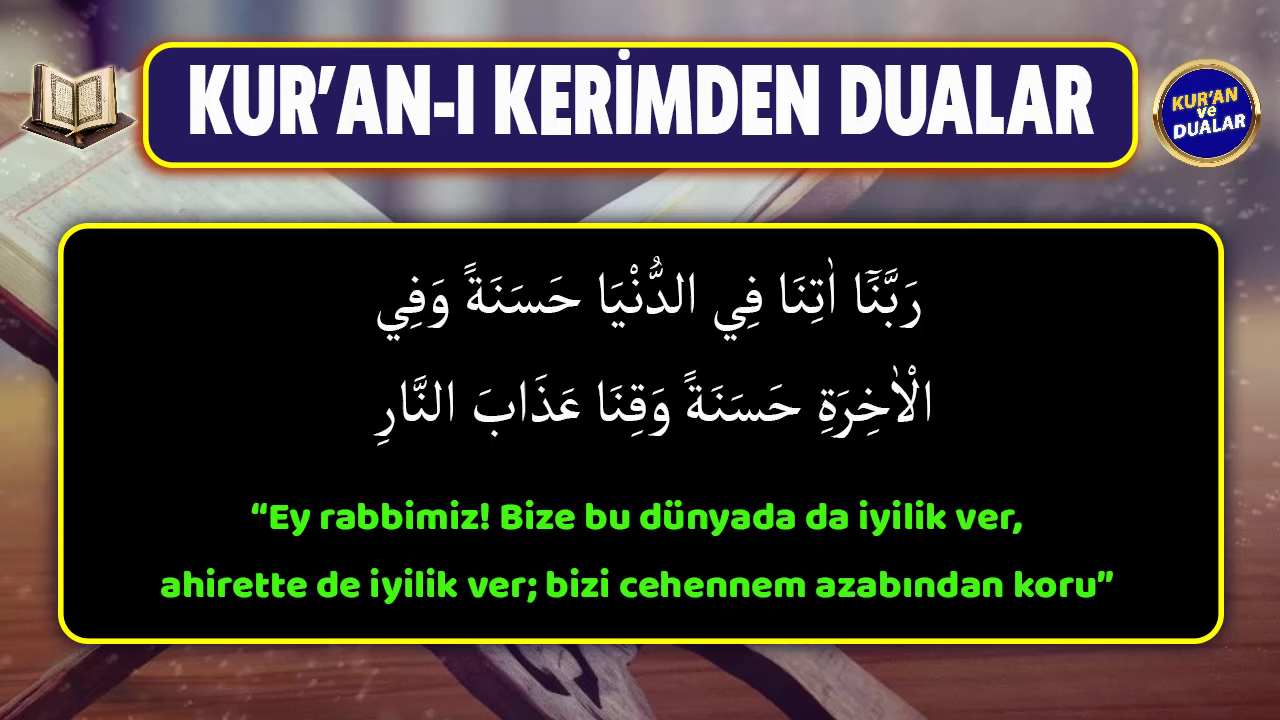 KUR’AN-I KERİMDEN DUALAR
KUR’AN
ve
DUALAR
رَبَّنَٓا اٰتِنَا فِي الدُّنْيَا حَسَنَةً وَفِي
الْاٰخِرَةِ حَسَنَةً وَقِنَا عَذَابَ النَّارِ
“Ey rabbimiz! Bize bu dünyada da iyilik ver,
ahirette de iyilik ver; bizi cehennem azabından koru”